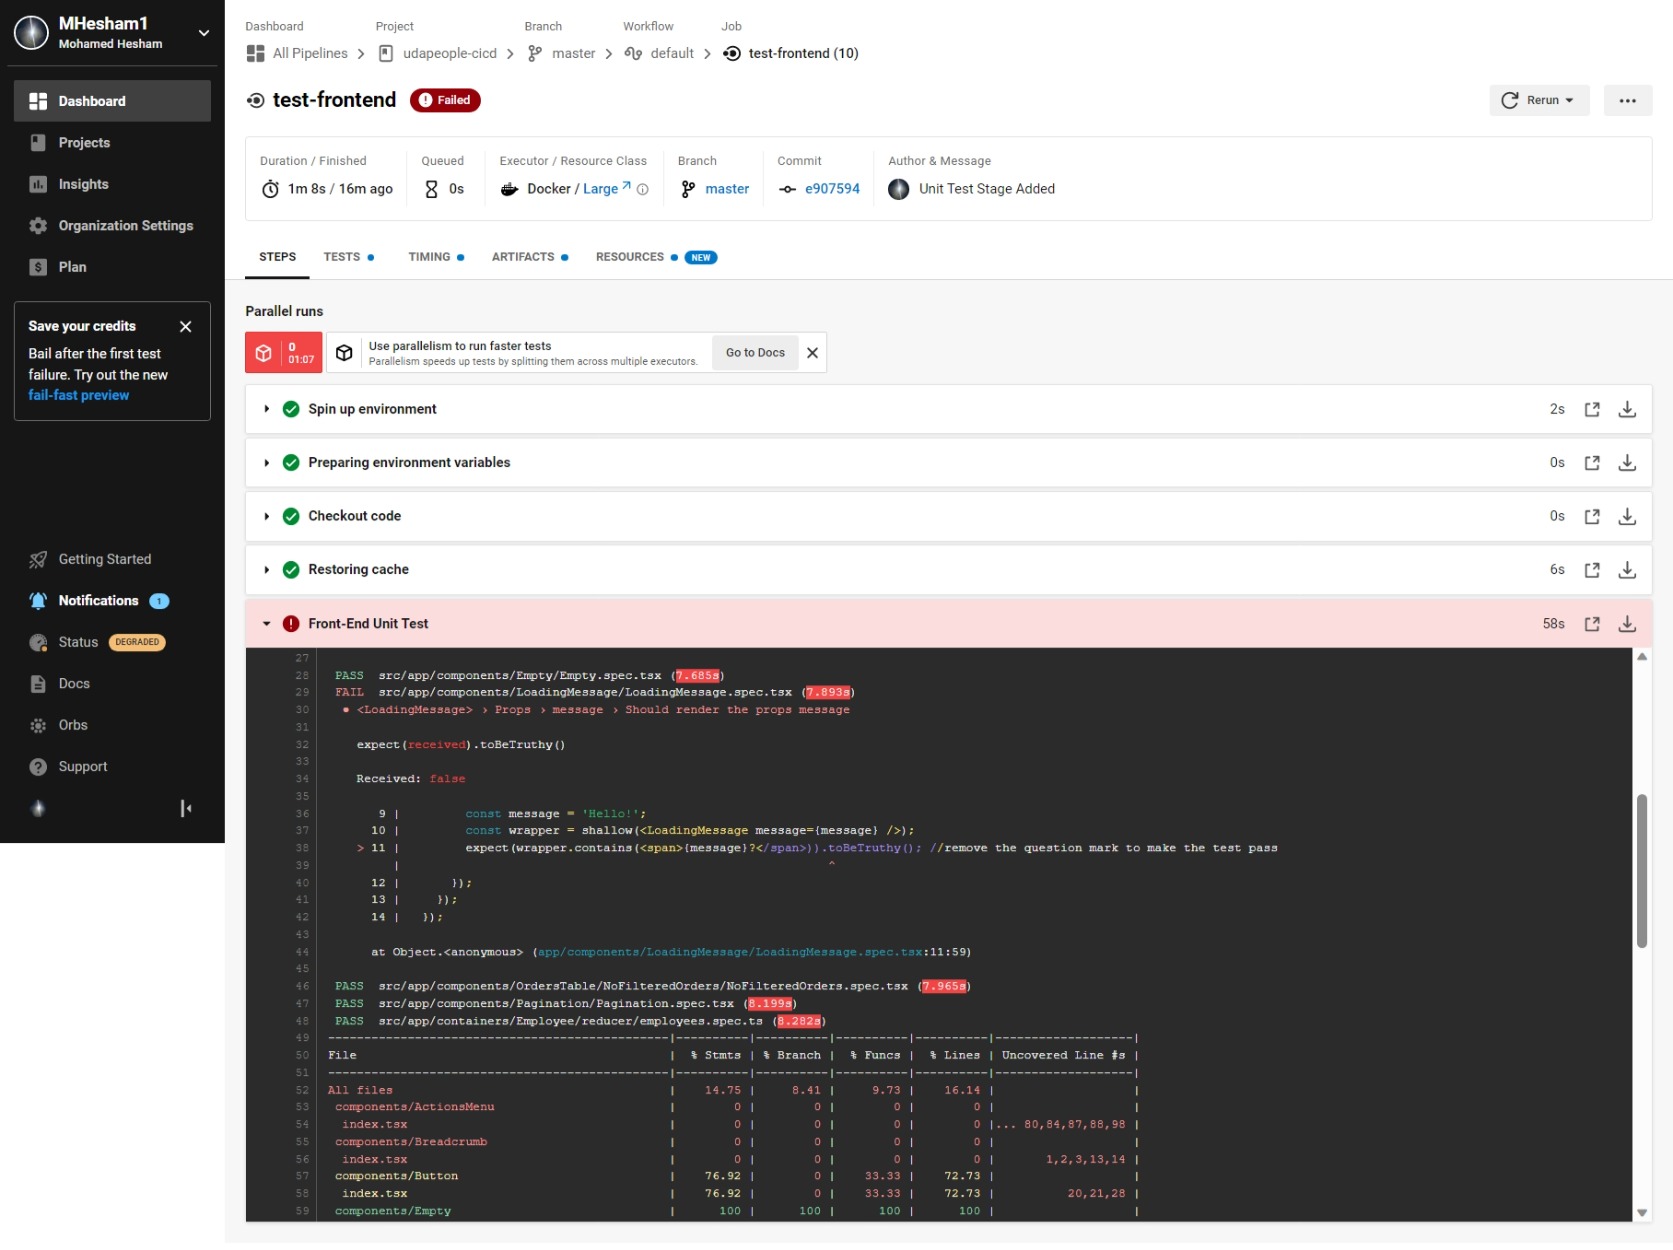 MHesham1
Mohamed Hesham
Dashboard
Projects
Insights
Organization Settings
Plan
Save your credits
Bail after the first test
failure. Try out the new
fail-fast preview
Getting Started
Notifications 1
Status DEGRADED
Docs
Orbs
Support
Dashboard Project Branch Workflow Job
All Pipelines udapeople-cicd master default test-frontend (10)
test-frontend Failed
Rerun
Duration / Finished Queued Executor / Resource Class Branch Commit Author & Message
1m 8s / 16m ago 0s Docker / Large master e907594 Unit Test Stage Added
STEPS TESTS TIMING ARTIFACTS RESOURCES NEW
Parallel runs
0
01:07
Use parallelism to run faster tests
Parallelism speeds up tests by splitting them across multiple executors.
Go to Docs
Spin up environment 2s
Preparing environment variables 0s
Checkout code 0s
Restoring cache 6s
Front-End Unit Test 58s
27
28 PASS src/app/components/Empty/Empty.spec.tsx (7.685s)
29 FAIL src/app/components/LoadingMessage/LoadingMessage.spec.tsx (7.893s)
30 ● <LoadingMessage> › Props › message › Should render the props message
31
32 expect(received).toBeTruthy()
33
34 Received: false
35
36 9 | const message = 'Hello!';
37 10 | const wrapper = shallow(<LoadingMessage message={message} />);
38 > 11 | expect(wrapper.contains(<span>{message}?</span>)).toBeTruthy(); //remove the question mark to make the test pass
39 | ^
40 12 | });
41 13 | });
42 14 | });
43
44 at Object.<anonymous> (app/components/LoadingMessage/LoadingMessage.spec.tsx:11:59)
45
46 PASS src/app/components/OrdersTable/NoFilteredOrders/NoFilteredOrders.spec.tsx (7.965s)
47 PASS src/app/components/Pagination/Pagination.spec.tsx (8.199s)
48 PASS src/app/containers/Employee/reducer/employees.spec.ts (8.282s)
49 -----------------------------------------------|----------|----------|----------|----------|-------------------|
50 File | % Stmts | % Branch | % Funcs | % Lines | Uncovered Line #s |
51 -----------------------------------------------|----------|----------|----------|----------|-------------------|
52 All files | 14.75 | 8.41 | 9.73 | 16.14 | |
53 components/ActionsMenu | 0 | 0 | 0 | 0 | |
54 index.tsx | 0 | 0 | 0 | 0 |... 80,84,87,88,98 |
55 components/Breadcrumb | 0 | 0 | 0 | 0 | |
56 index.tsx | 0 | 0 | 0 | 0 | 1,2,3,13,14 |
57 components/Button | 76.92 | 0 | 33.33 | 72.73 | |
58 index.tsx | 76.92 | 0 | 33.33 | 72.73 | 20,21,28 |
59 components/Empty | 100 | 100 | 100 | 100 | |